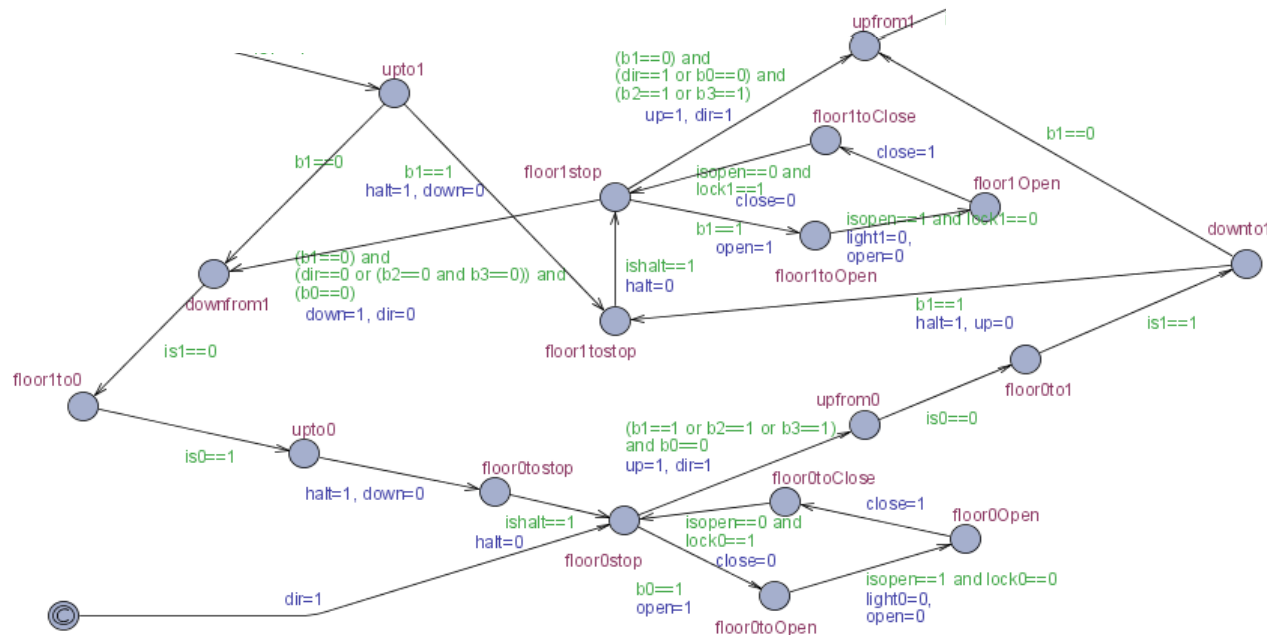 upfrom1
upto1
(b1==0) and
(dir==1 or b0==0) and
(b2==1 or b3==1)
up=1, dir=1
floor1toClose
b1==0
b1==0
close=1
b1==1
halt=1, down=0
floor1stop
isopen==0 and
lock1==1
close=0
floor1Open
b1==1
open=1
isopen==1 and lock1==0
light1=0,
open=0
downto1
(b1==0) and
(dir==0 or (b2==0 and b3==0)) and
(b0==0)
down=1, dir=0
ishalt==1
halt=0
floor1toOpen
downfrom1
b1==1
halt=1, up=0
is1==1
floor1tostop
is1==0
floor1to0
floor0to1
upfrom0
is0==0
upto0
(b1==1 or b2==1 or b3==1)
and b0==0
up=1, dir=1
is0==1
floor0tostop
floor0toClose
halt=1, down=0
close=1
floor0Open
ishalt==1
halt=0
isopen==0 and
lock0==1
close=0
floor0stop
b0==1
open=1
isopen==1 and lock0==0
light0=0,
open=0
dir=1
C
floor0toOpen